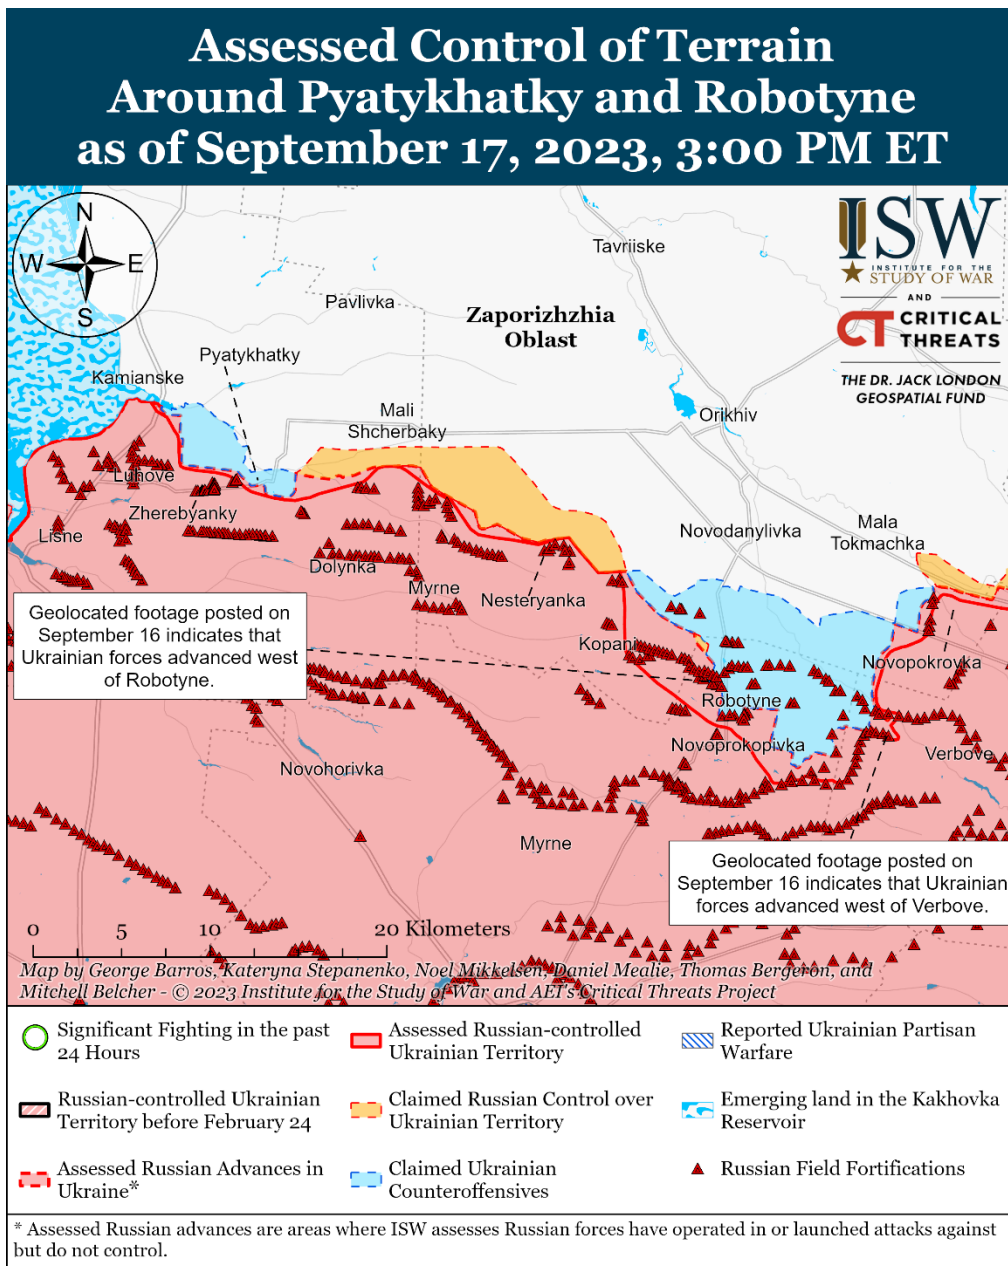 Assessed Control of Terrain
Around Pyatykhatky and Robotyne
as of September 17, 2023, 3:00 PM ET
N
W
E
S
ISW
INSTITUTE FOR THE
STUDY OF WAR
AND
CT CRITICAL
THREATS
THE DR. JACK LONDON
GEOSPATIAL FUND
Tavriiske
Pavlivka
Zaporizhzhia
Oblast
Pyatykhatky
Kamianske
Mali
Shcherbaky
Orikhiv
Luhove
Zherebyanky
Lisne
Novodanylivka
Mala
Tokmachka
Dolynka
Myrne
Nesteryanka
Geolocated footage posted on
September 16 indicates that
Ukrainian forces advanced west
of Robotyne.
Kopani
Novopokrovka
Robotyne
Novoprokopivka
Verbove
Novohorivka
Myrne
Geolocated footage posted on
September 16 indicates that Ukrainian
forces advanced west of Verbove.
0 5 10 20 Kilometers
Map by George Barros, Kateryna Stepanenko, Noel Mikkelsen, Daniel Mealie, Thomas Bergeron, and
Mitchell Belcher - © 2023 Institute for the Study of War and AEI's Critical Threats Project
Significant Fighting in the past
24 Hours
Russian-controlled Ukrainian
Territory before February 24
Assessed Russian Advances in
Ukraine*
Assessed Russian-controlled
Ukrainian Territory
Claimed Russian Control over
Ukrainian Territory
Claimed Ukrainian
Counteroffensives
Reported Ukrainian Partisan
Warfare
Emerging land in the Kakhovka
Reservoir
Russian Field Fortifications
* Assessed Russian advances are areas where ISW assesses Russian forces have operated in or launched attacks against
but do not control.